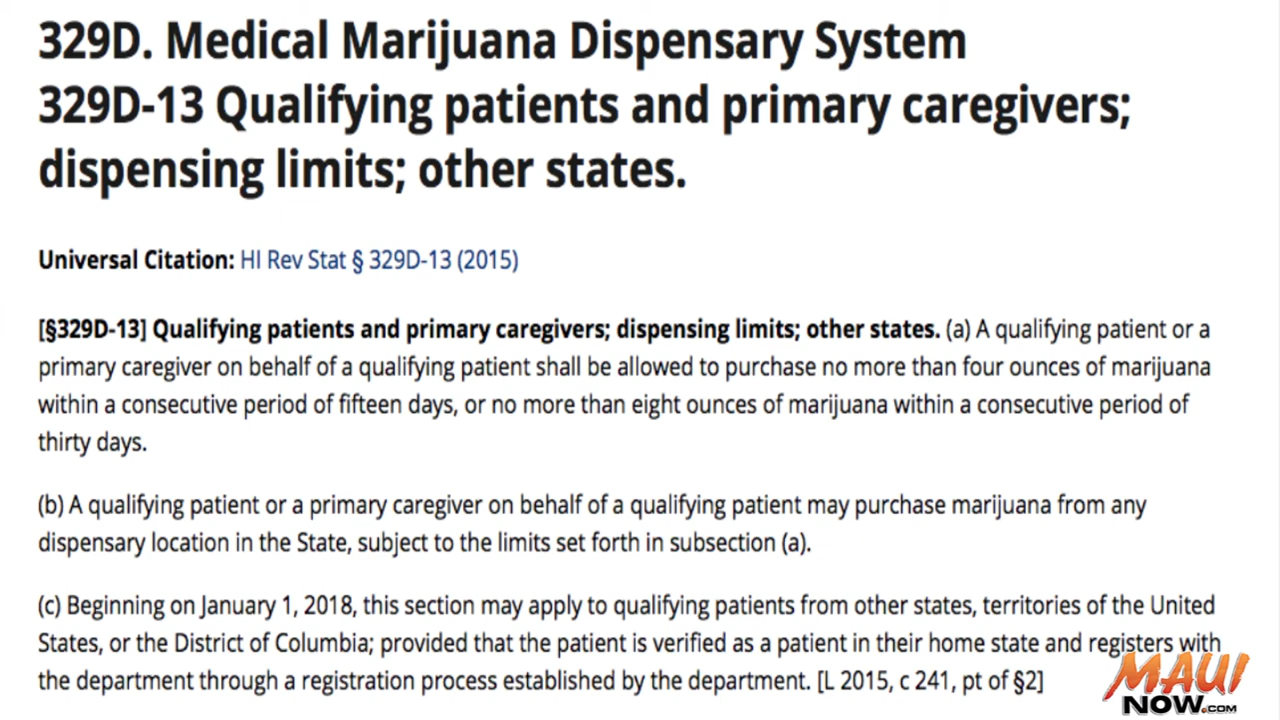 329D. Medical Marijuana Dispensary System
329D-13 Qualifying patients and primary caregivers;
dispensing limits; other states.
Universal Citation: HI Rev Stat § 329D-13 (2015)
[§329D-13] Qualifying patients and primary caregivers; dispensing limits; other states. (a) A qualifying patient or a
primary caregiver on behalf of a qualifying patient shall be allowed to purchase no more than four ounces of marijuana
within a consecutive period of fifteen days, or no more than eight ounces of marijuana within a consecutive period of
thirty days.
(b) A qualifying patient or a primary caregiver on behalf of a qualifying patient may purchase marijuana from any
dispensary location in the State, subject to the limits set forth in subsection (a).
(c) Beginning on January 1, 2018, this section may apply to qualifying patients from other states, territories of the United
States, or the District of Columbia; provided that the patient is verified as a patient in their home state and registers with
the department through a registration process established by the department. [L 2015, c 241, pt of §2]
MAUI
NOW.COM